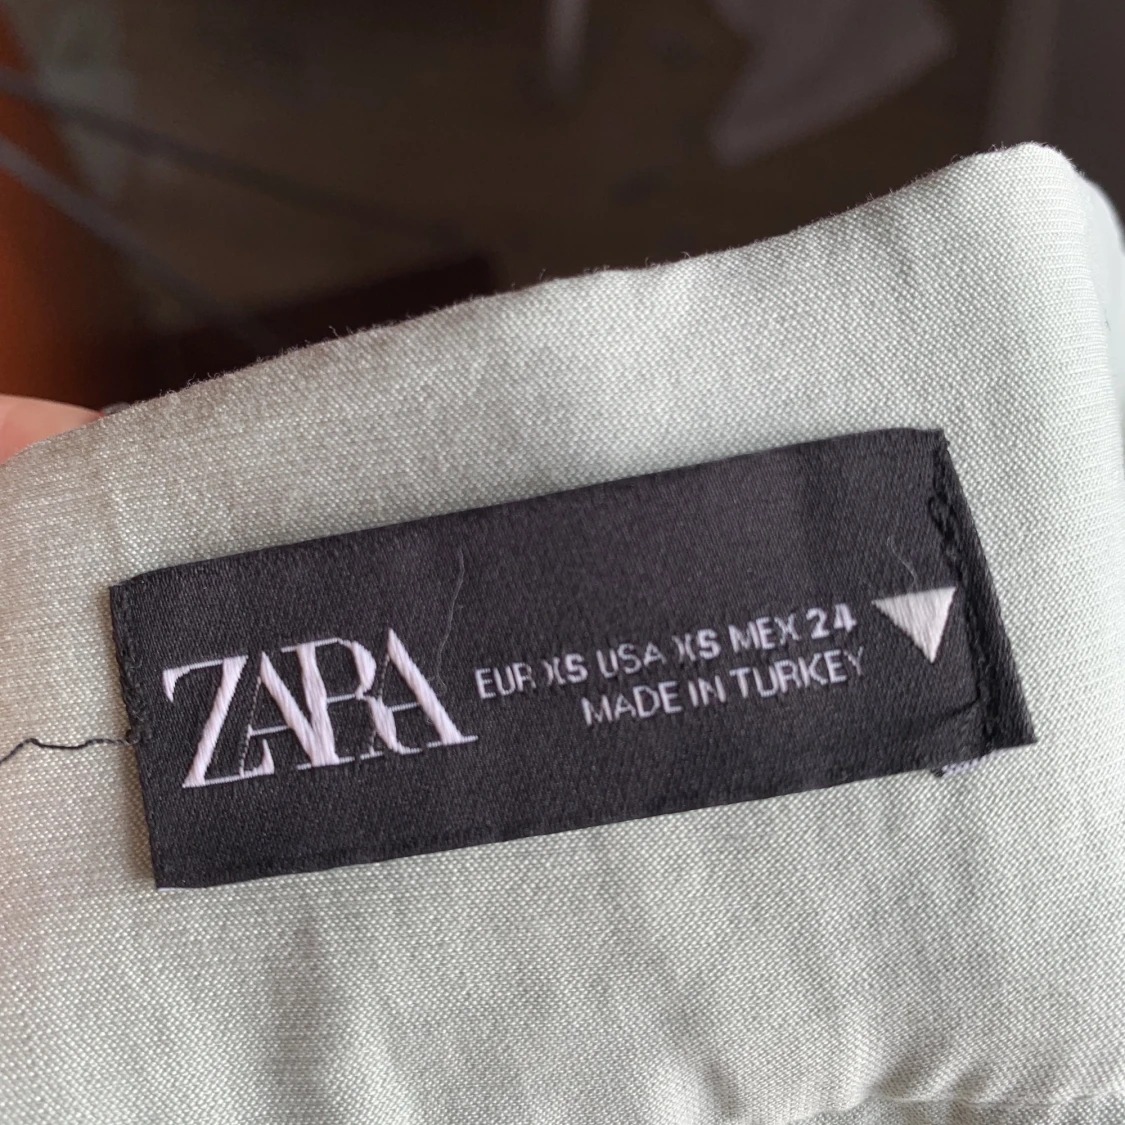 ZARA
EUR XS USA XS MEX 24
MADE IN TURKEY